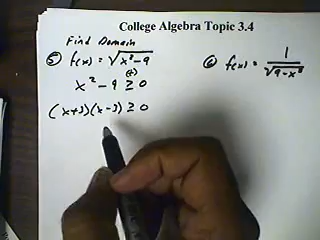 College Algebra Topic 3.4
Find Domain
⑤ f(x) = √(x²-9)
(+)
x² - 9 ≥ 0
(x+3)(x-3) ≥ 0
⑥ f(x) = 1/√(9-x²)